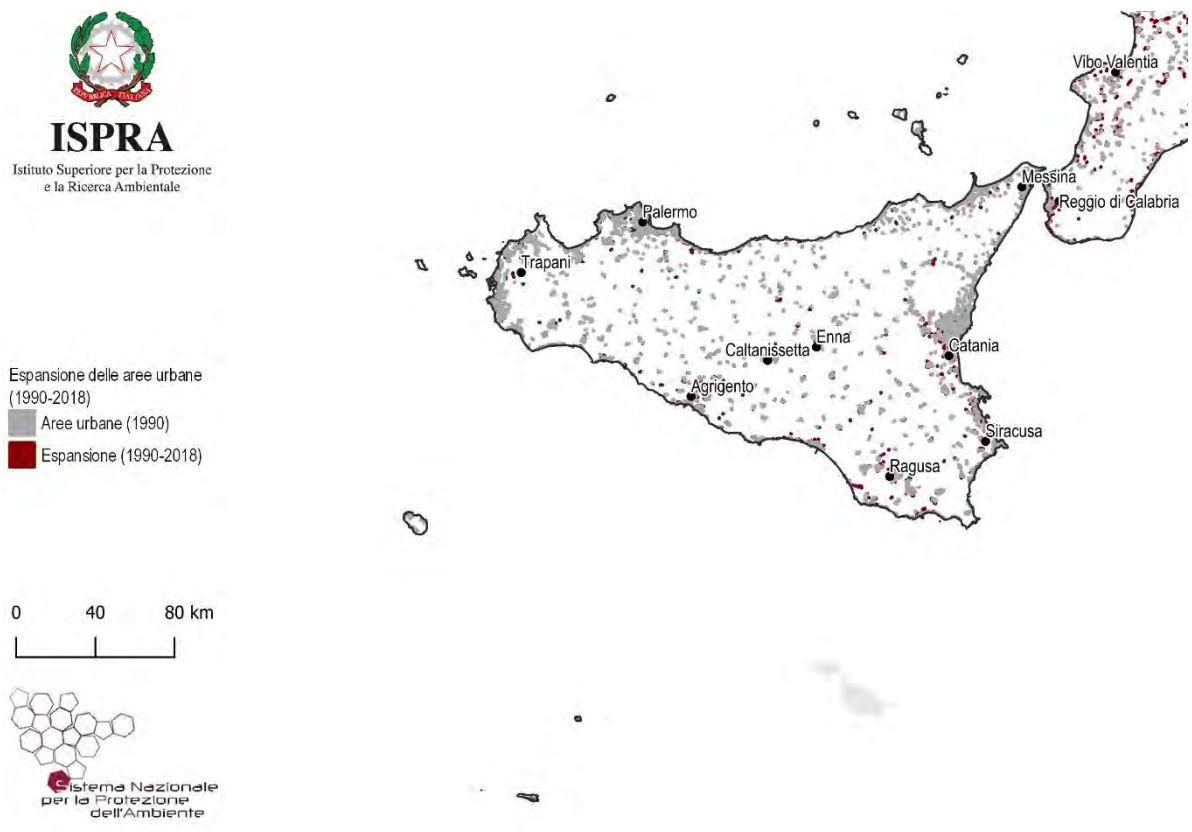 REPVBBLICA ITALIANA
ISPRA
Istituto Superiore per la Protezione
e la Ricerca Ambientale
Vibo Valentia
Messina
Reggio di Calabria
Palermo
Trapani
Enna
Caltanissetta
Catania
Agrigento
Siracusa
Ragusa
Espansione delle aree urbane
(1990-2018)
Aree urbane (1990)
Espansione (1990-2018)
0 40 80 km
Sistema Nazionale
per la Protezione
dell'Ambiente